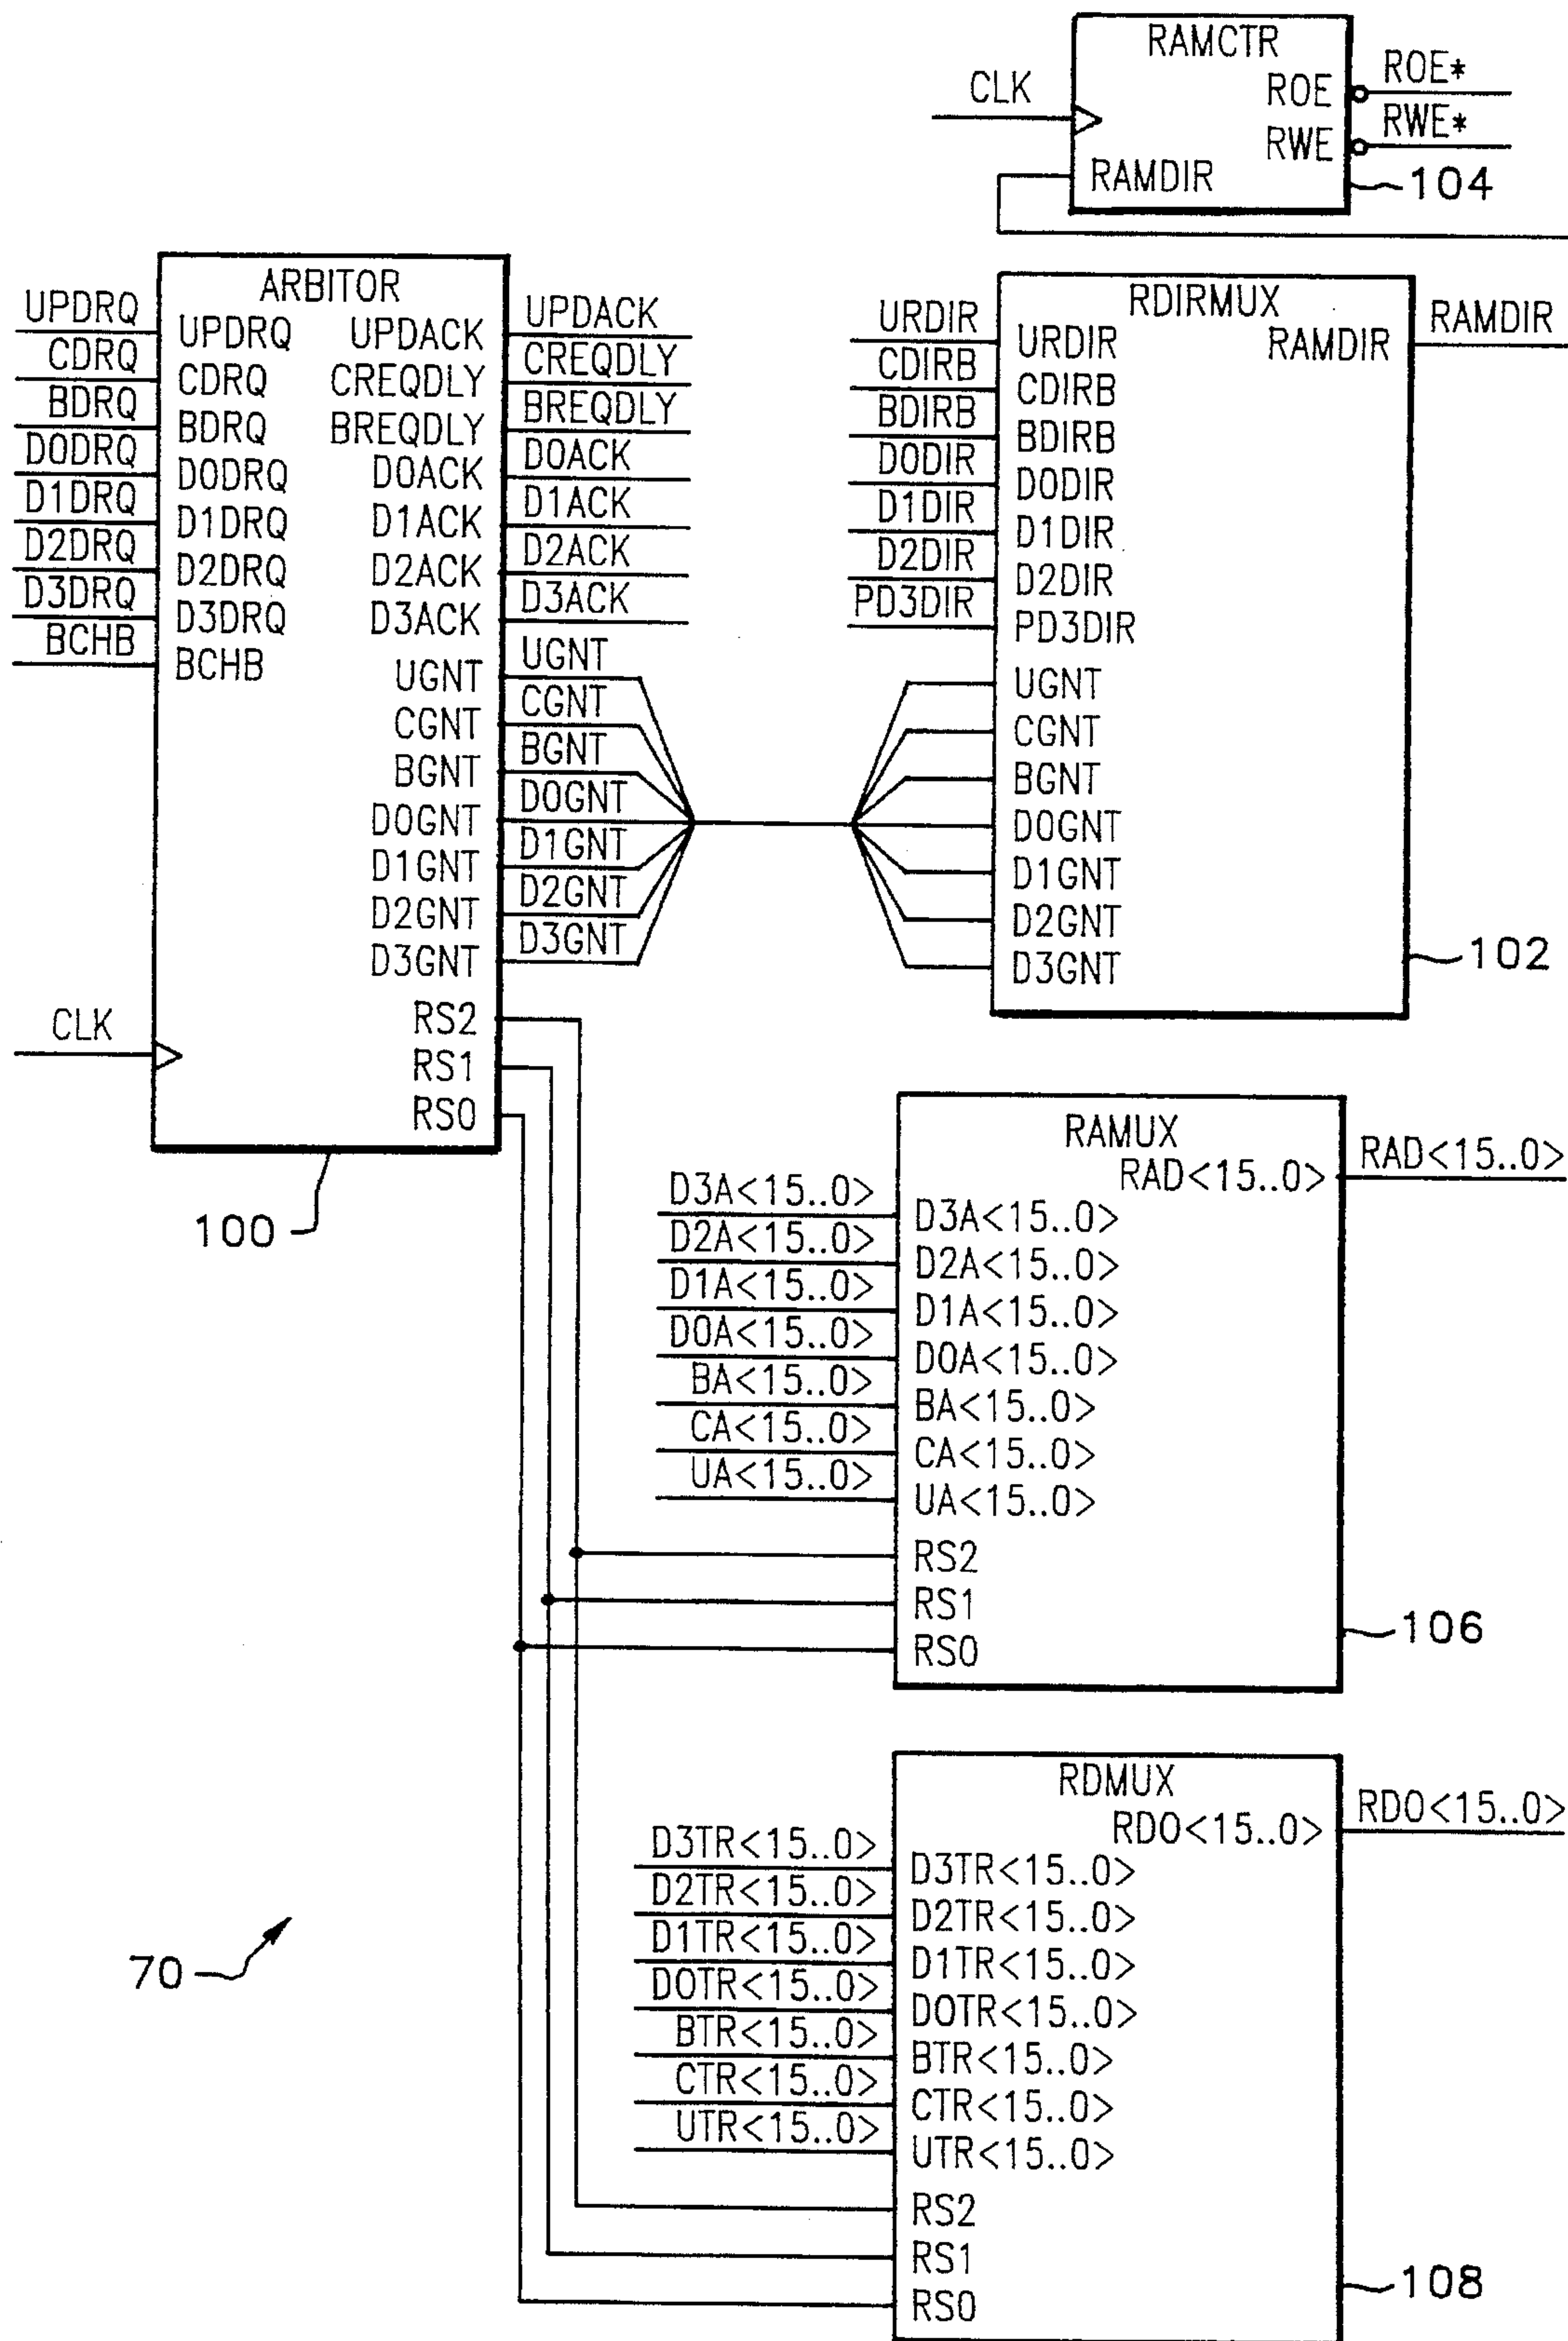 RAMCTR
CLK
ROE
ROE*
RWE
RWE*
RAMDIR
104
ARBITOR
UPDRQ
CDRQ
BDRQ
D0DRQ
D1DRQ
D2DRQ
D3DRQ
BCHB
UPDRQ
CDRQ
BDRQ
D0DRQ
D1DRQ
D2DRQ
D3DRQ
BCHB
UPDACK
CREQDLY
BREQDLY
D0ACK
D1ACK
D2ACK
D3ACK
UGNT
CGNT
BGNT
D0GNT
D1GNT
D2GNT
D3GNT
RS2
RS1
RS0
UPDACK
CREQDLY
BREQDLY
D0ACK
D1ACK
D2ACK
D3ACK
UGNT
CGNT
BGNT
D0GNT
D1GNT
D2GNT
D3GNT
CLK
100
RDIRMUX
URDIR
CDIRB
BDIRB
D0DIR
D1DIR
D2DIR
PD3DIR
URDIR
CDIRB
BDIRB
D0DIR
D1DIR
D2DIR
PD3DIR
UGNT
CGNT
BGNT
D0GNT
D1GNT
D2GNT
D3GNT
RAMDIR
RAMDIR
102
RAMUX
RAD<15..0>
RAD<15..0>
D3A<15..0>
D2A<15..0>
D1A<15..0>
D0A<15..0>
BA<15..0>
CA<15..0>
UA<15..0>
D3A<15..0>
D2A<15..0>
D1A<15..0>
D0A<15..0>
BA<15..0>
CA<15..0>
UA<15..0>
RS2
RS1
RS0
106
RDMUX
RDO<15..0>
RDO<15..0>
D3TR<15..0>
D2TR<15..0>
D1TR<15..0>
D0TR<15..0>
BTR<15..0>
CTR<15..0>
UTR<15..0>
D3TR<15..0>
D2TR<15..0>
D1TR<15..0>
D0TR<15..0>
BTR<15..0>
CTR<15..0>
UTR<15..0>
RS2
RS1
RS0
108
70